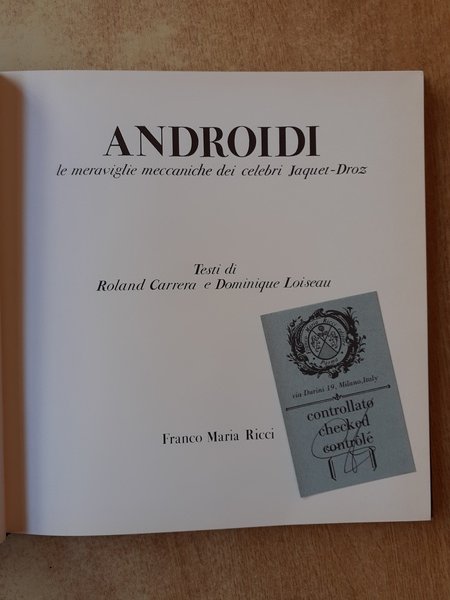 ANDROIDI
le meraviglie meccaniche dei celebri Jaquet-Droz
Testi di
Roland Carrera e Dominique Loiseau
Franco Maria Ricci
via Durini 19, Milano, Italy
controllato
checked
contrôlé